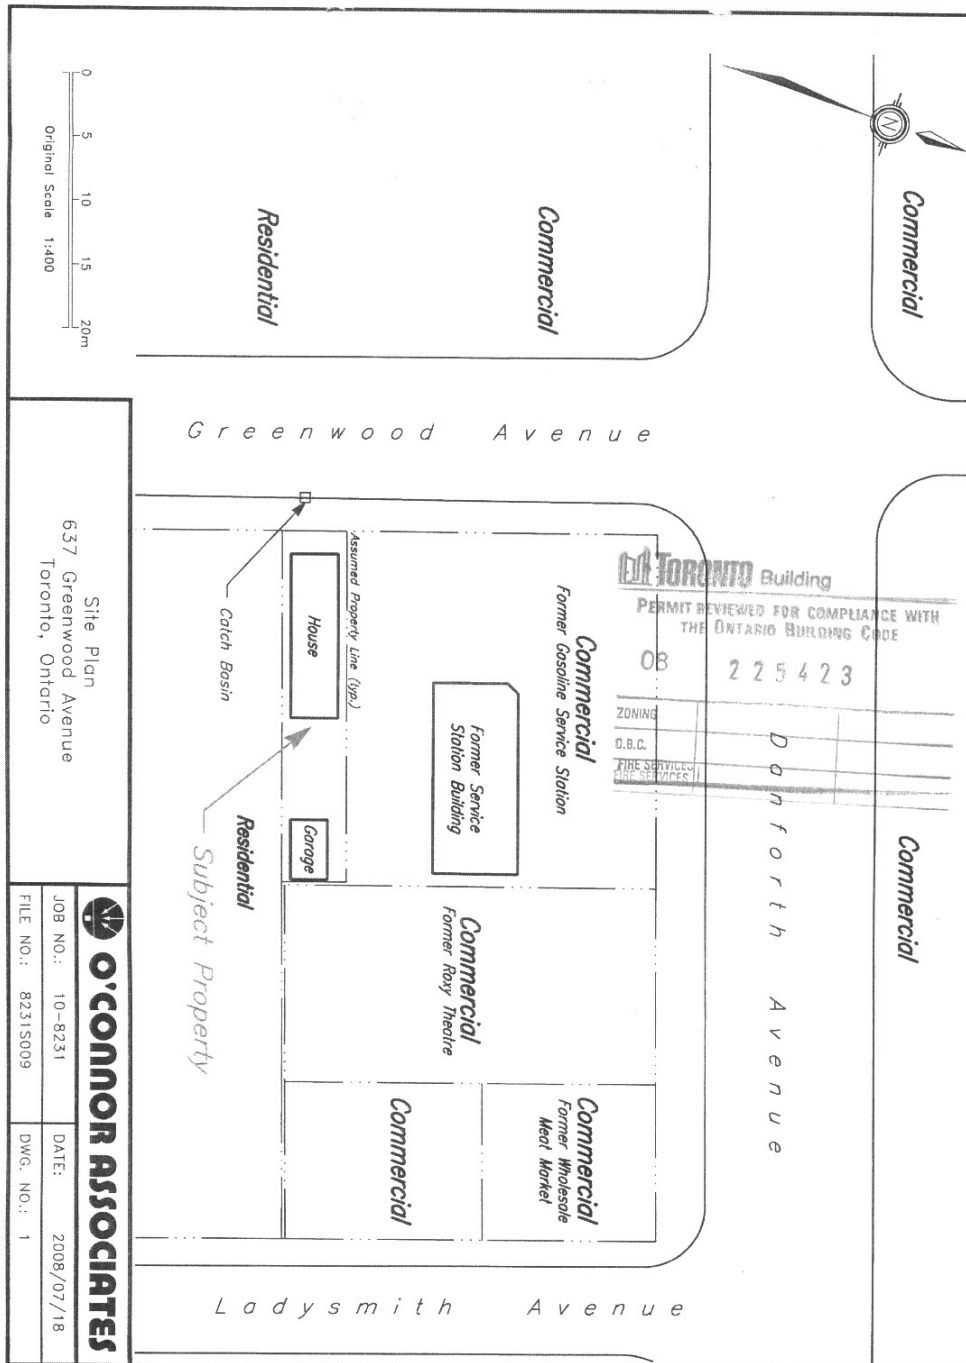 Commercial
Commercial
Residential
0 5 10 15 20m
Original Scale 1:400
N
Greenwood Avenue
TORONTO Building
PERMIT REVIEWED FOR COMPLIANCE WITH
THE ONTARIO BUILDING CODE
08 225423
ZONING
O.B.C.
FIRE SERVICES
FIRE SERVICES
Danforth Avenue
Commercial
Commercial
Former Gasoline Service Station
Former Service
Station Building
Assumed Property Line (typ.)
House
Garage
Catch Basin
Subject Property
Residential
Commercial
Former Roxy Theatre
Commercial
Former Wholesale
Meat Market
Commercial
Ladysmith Avenue
Site Plan
637 Greenwood Avenue
Toronto, Ontario
O'CONNOR ASSOCIATES
JOB NO.: 10-8231 DATE: 2008/07/18
FILE NO.: 8231S009 DWG. NO.: 1